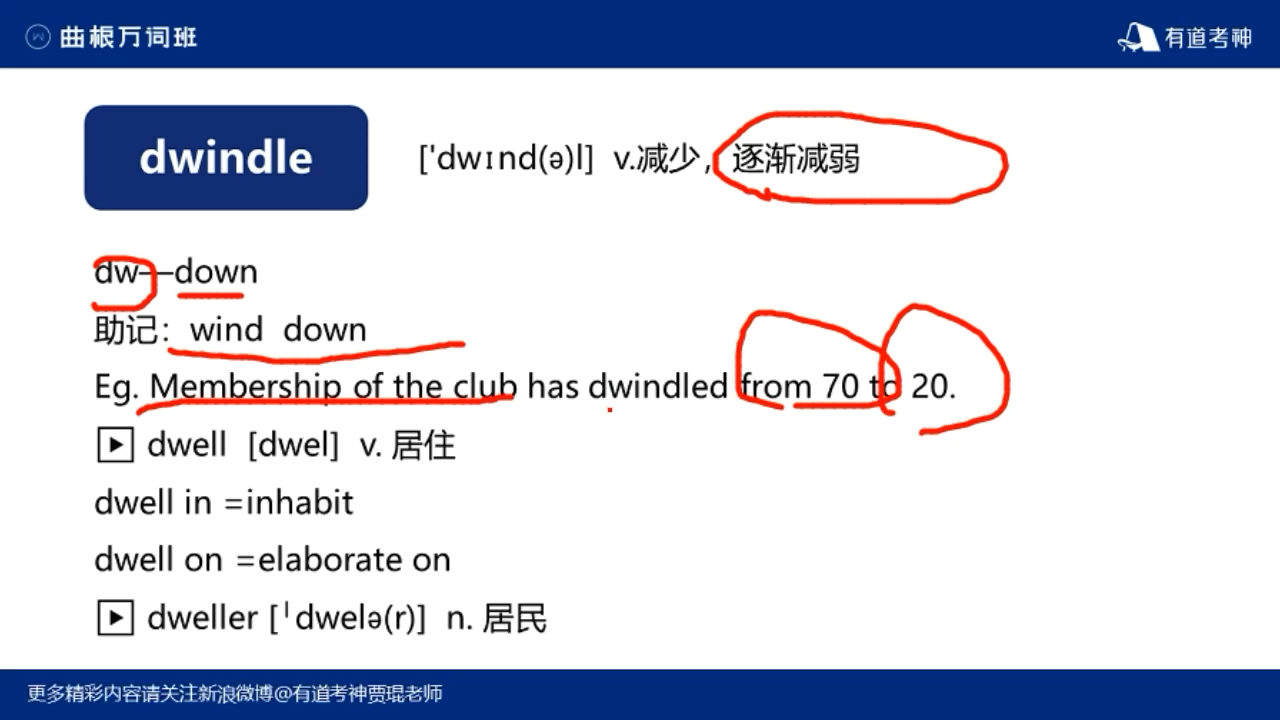 曲根万词班
有道考神
dwindle
['dwɪnd(ə)l] v.减少，逐渐减弱
dw—down
助记：wind down
Eg. Membership of the club has dwindled from 70 to 20.
dwell [dwel] v. 居住
dwell in =inhabit
dwell on =elaborate on
dweller [ˈdwelə(r)] n. 居民
更多精彩内容请关注新浪微博@有道考神贾琨老师